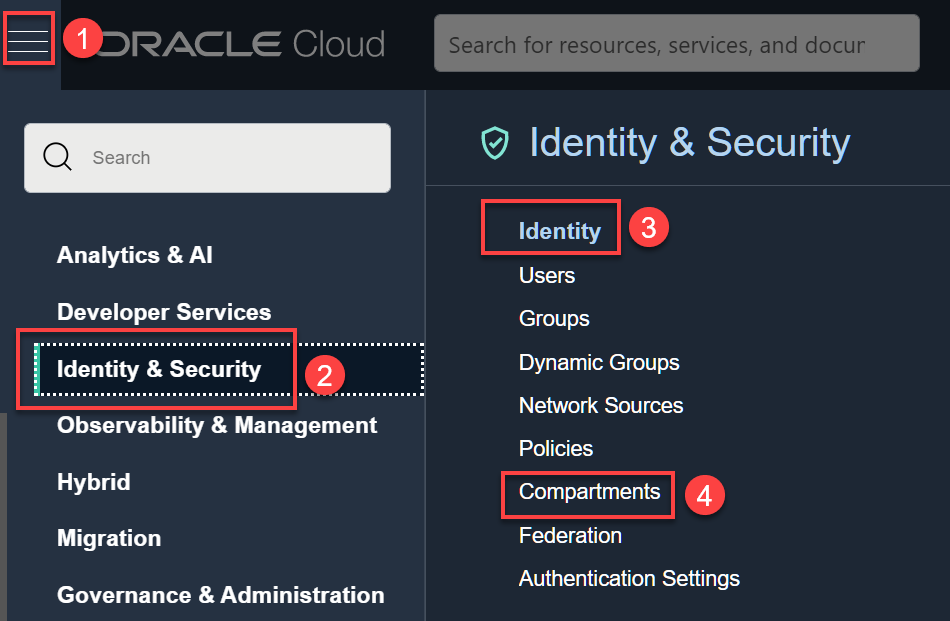 1
ORACLE Cloud
Search for resources, services, and docur
Search
Analytics & AI
Developer Services
Identity & Security
2
Observability & Management
Hybrid
Migration
Governance & Administration
Identity & Security
Identity
3
Users
Groups
Dynamic Groups
Network Sources
Policies
Compartments
4
Federation
Authentication Settings